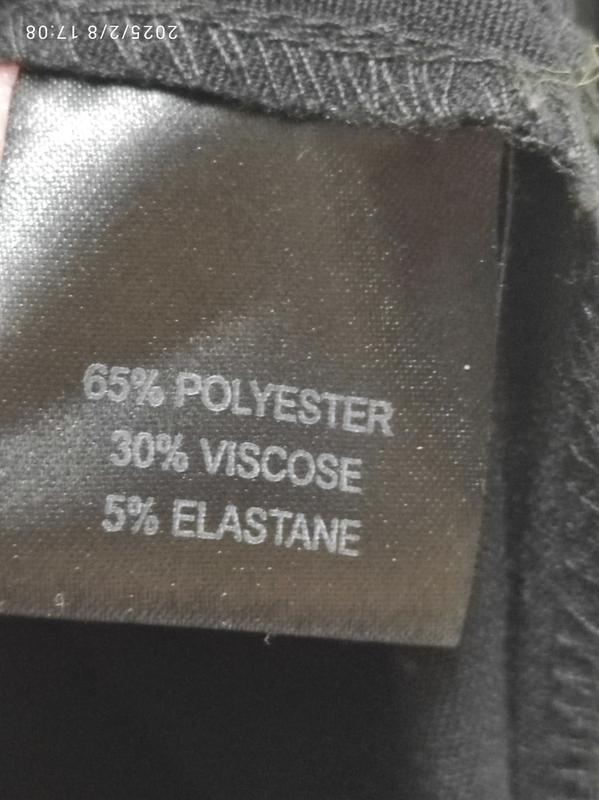 2025/2/8 17:08
65% POLYESTER
30% VISCOSE
5% ELASTANE